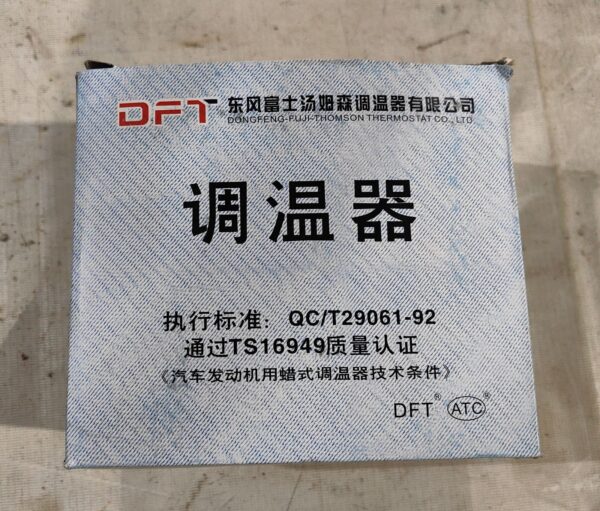 DFT 东风富士汤姆森调温器有限公司
DONGFENG-FUJI-THOMSON THERMOSTAT CO., LTD.
调温器
执行标准：QC/T29061-92
通过TS16949质量认证
《汽车发动机用蜡式调温器技术条件》
DFT® ATC®